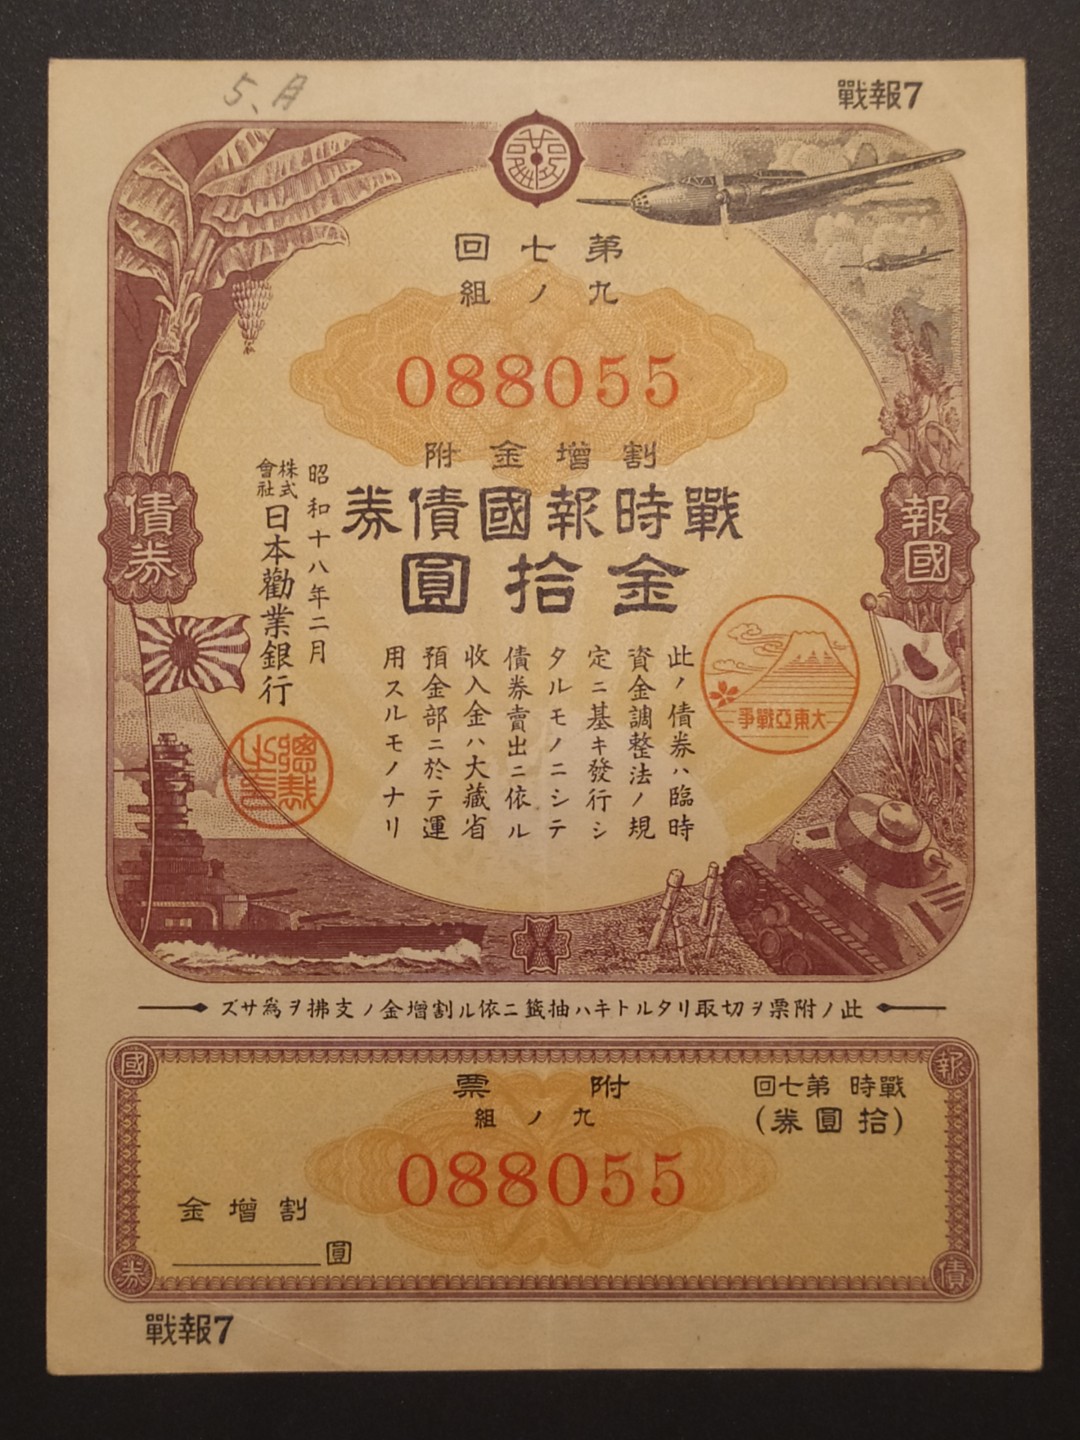 5、月
戰報7
第七回
九ノ組
088055
割增金附
戰時報國債券
金拾圓
報國
債券
此ノ債券ハ臨時
資金調整法ノ規
定ニ基キ發行シ
タルモノニシテ
債券賣出ニ依ル
收入金ハ大藏省
預金部ニ於テ運
用スルモノナリ
昭和十八年二月
株式會社日本勸業銀行
大東亞戰爭
總裁之印
此ノ附票ヲ切取リタルトキハ抽籤ニ依ル割增金ノ支拂ヲ爲サズ
報
國
債
券
戰時 第七回
(拾圓券)
附票
九ノ組
088055
割增金
圓
戰報7